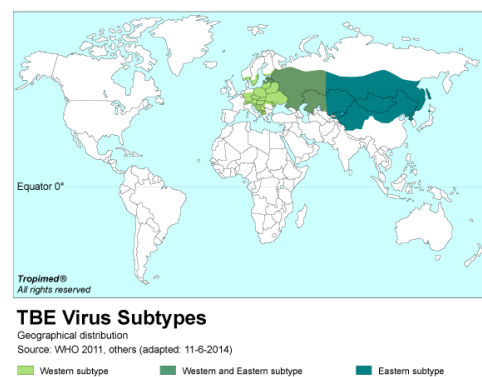 Equator 0°
Tropimed®
All rights reserved
TBE Virus Subtypes
Geographical distribution
Source: WHO 2011, others (adapted: 11-6-2014)
Western subtype
Western and Eastern subtype
Eastern subtype